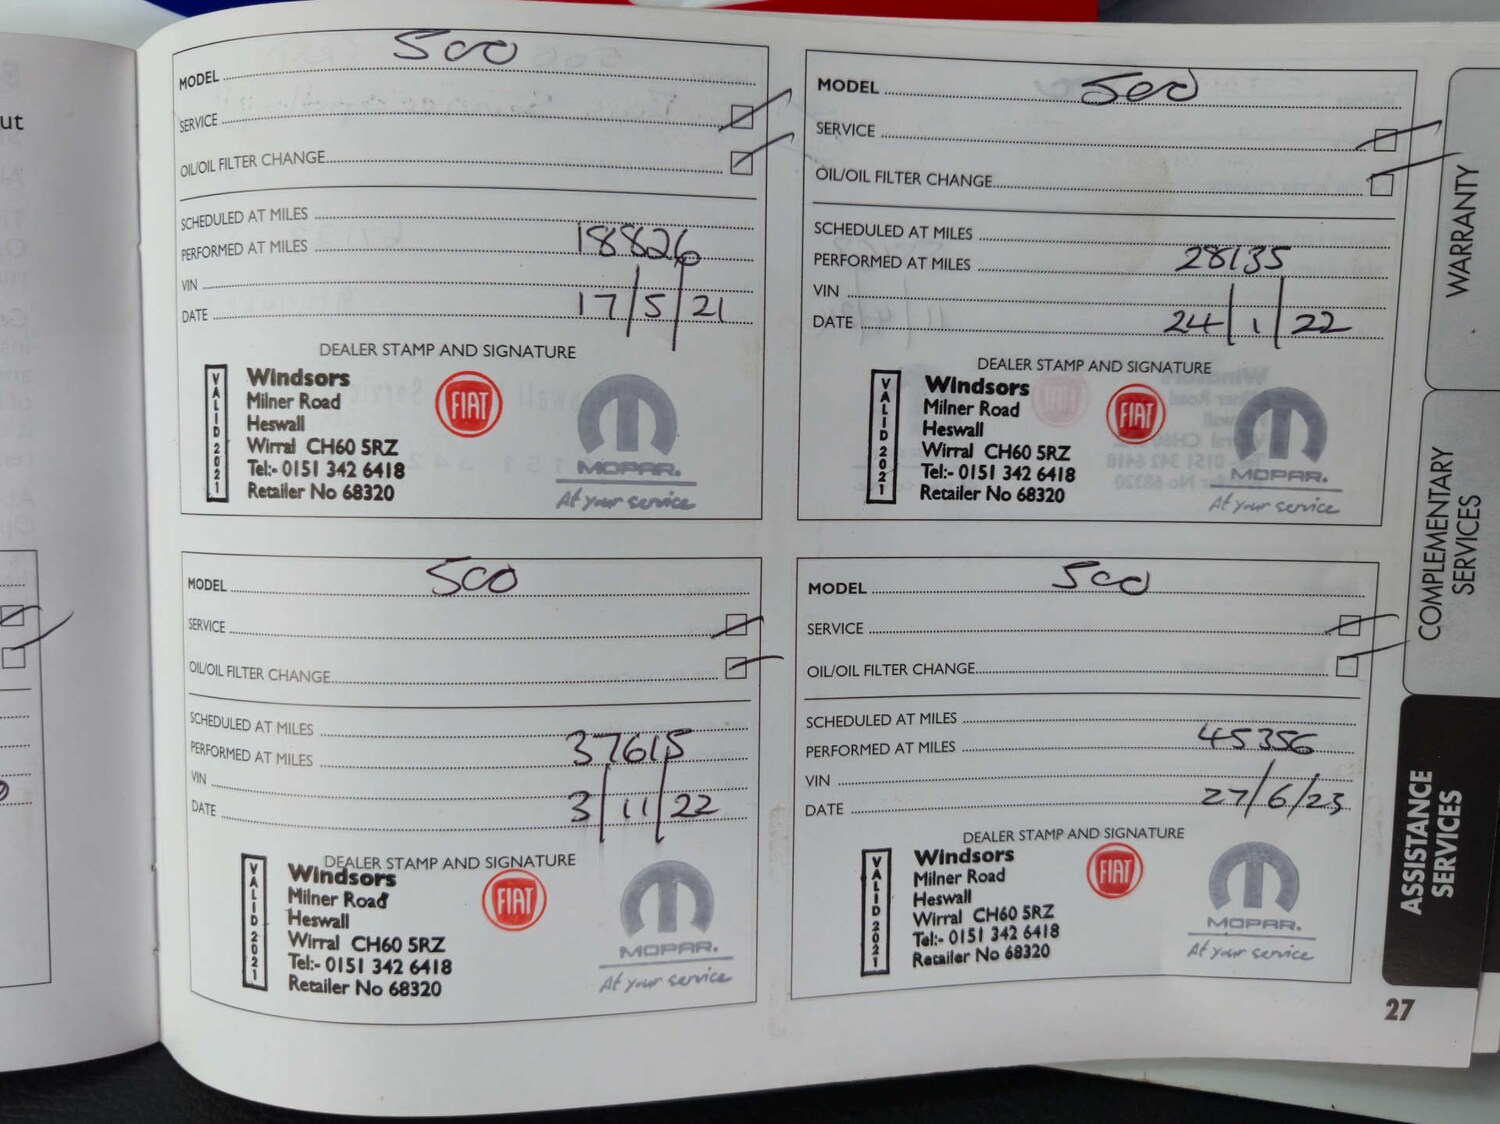 ut
MODEL 500
SERVICE
OIL/OIL FILTER CHANGE
SCHEDULED AT MILES
PERFORMED AT MILES 18826
VIN
DATE 17/5/21
DEALER STAMP AND SIGNATURE
VALID 2021
Windsors
Milner Road
Heswall
Wirral CH60 5RZ
Tel:- 0151 342 6418
Retailer No 68320
FIAT
MOPAR.
At your service
MODEL 500
SERVICE
OIL/OIL FILTER CHANGE
SCHEDULED AT MILES
PERFORMED AT MILES 28135
VIN
DATE 24/1/22
DEALER STAMP AND SIGNATURE
VALID 2021
Windsors
Milner Road
Heswall
Wirral CH60 5RZ
Tel:- 0151 342 6418
Retailer No 68320
FIAT
MOPAR.
At your service
MODEL 500
SERVICE
OIL/OIL FILTER CHANGE
SCHEDULED AT MILES
PERFORMED AT MILES 37615
VIN
DATE 3/11/22
DEALER STAMP AND SIGNATURE
VALID 2021
Windsors
Milner Road
Heswall
Wirral CH60 5RZ
Tel:- 0151 342 6418
Retailer No 68320
FIAT
MOPAR.
At your service
MODEL 500
SERVICE
OIL/OIL FILTER CHANGE
SCHEDULED AT MILES
PERFORMED AT MILES 45356
VIN
DATE 27/6/23
DEALER STAMP AND SIGNATURE
VALID 2021
Windsors
Milner Road
Heswall
Wirral CH60 5RZ
Tel:- 0151 342 6418
Retailer No 68320
FIAT
MOPAR.
At your service
WARRANTY
COMPLEMENTARY
SERVICES
ASSISTANCE
SERVICES
27